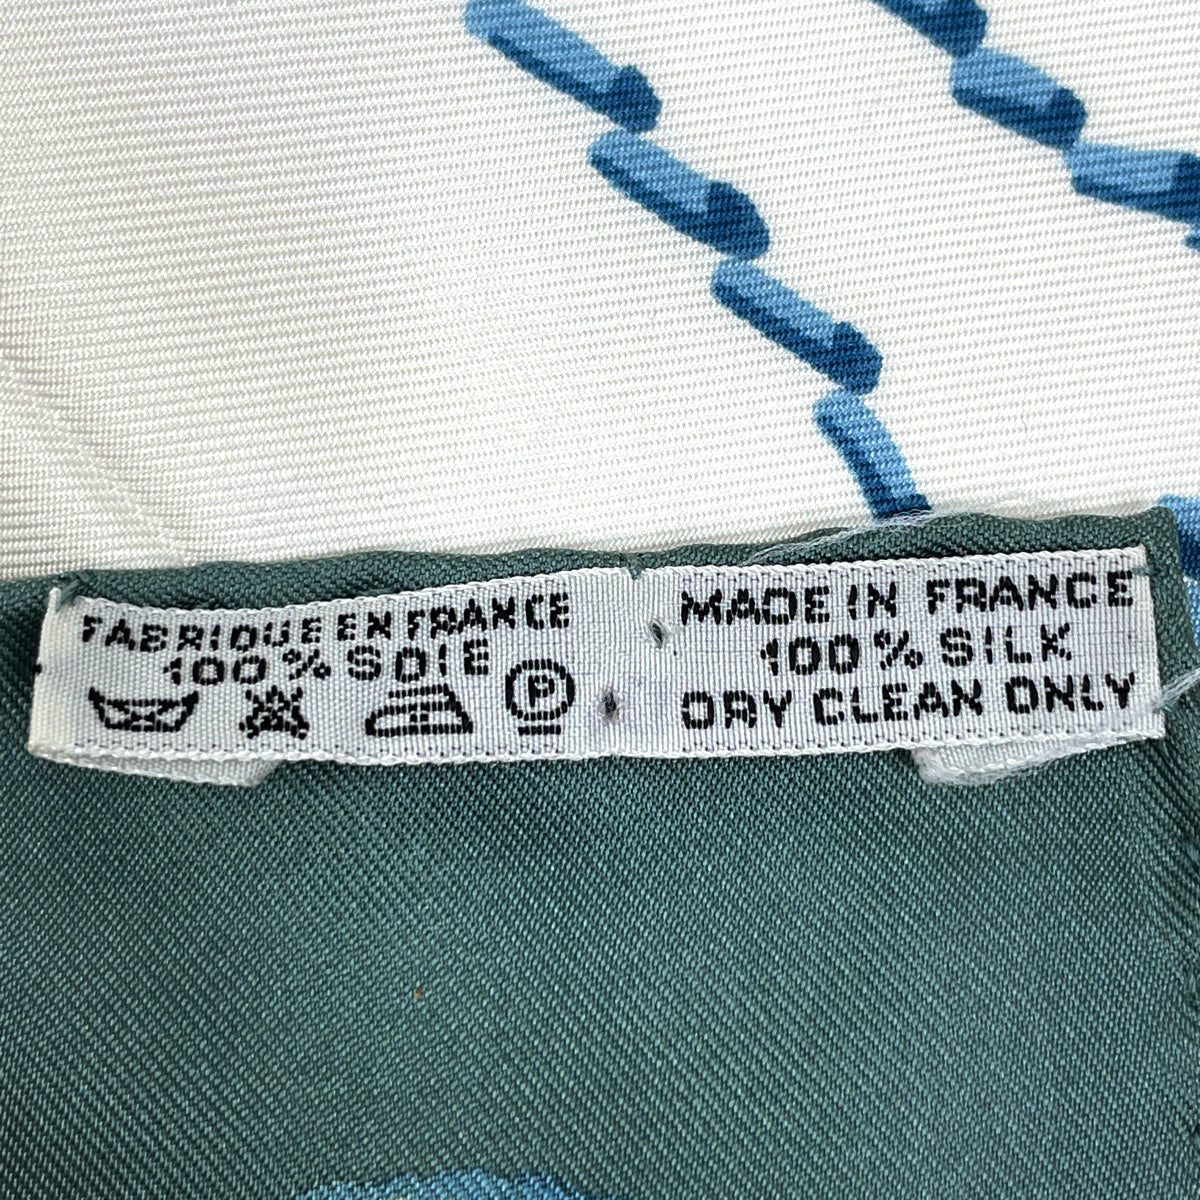 FABRIQUE EN FRANCE
100% SOIE
P
MADE IN FRANCE
100% SILK
DRY CLEAN ONLY